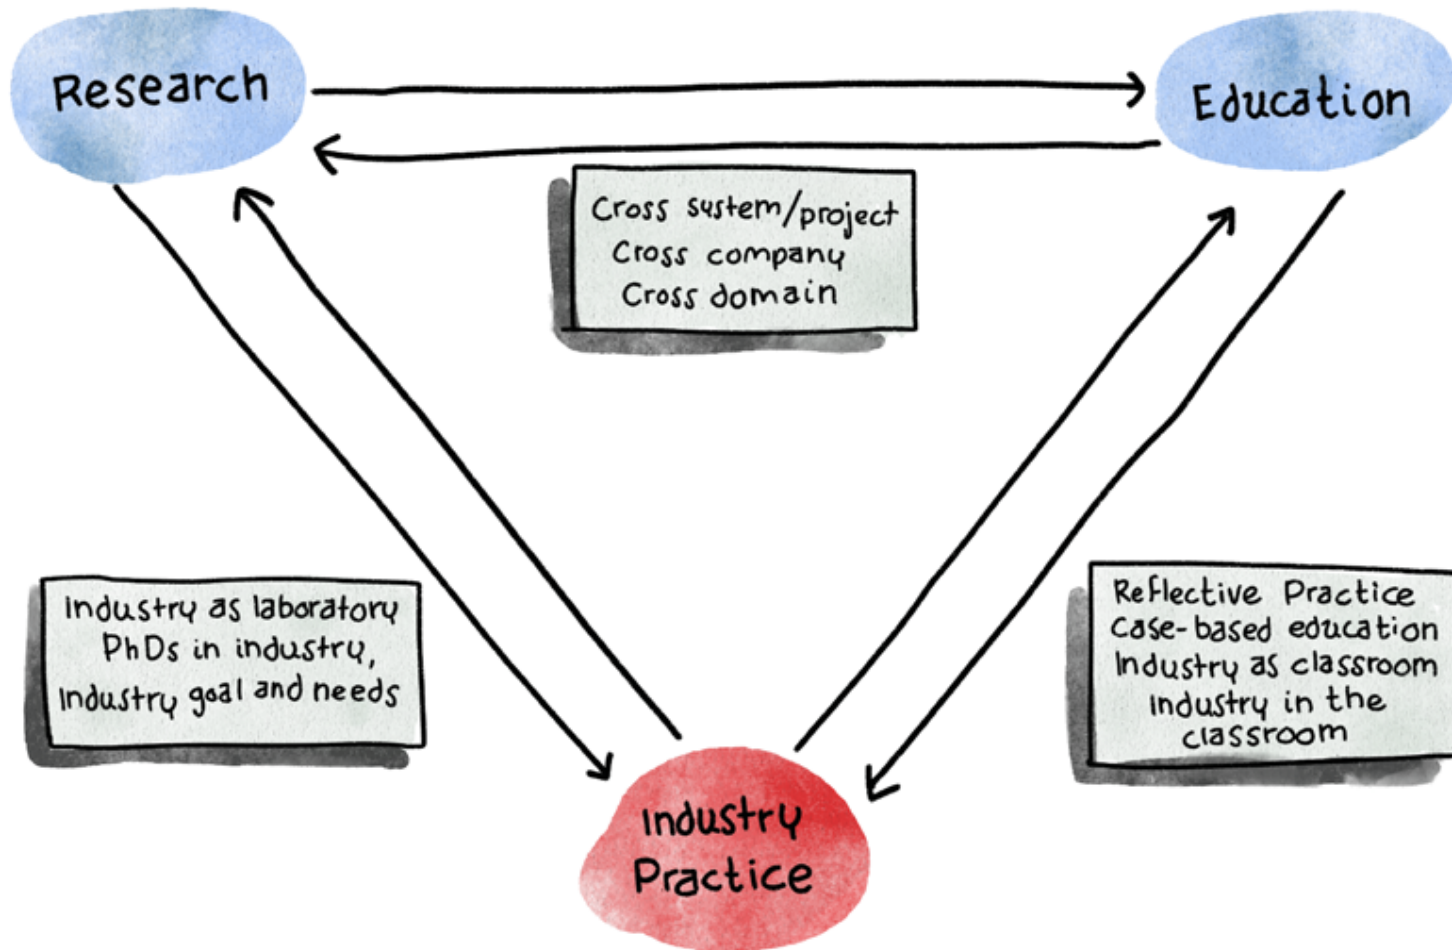 Research
Education
Cross system/project
Cross company
Cross domain
Industry as laboratory
PhDs in industry,
Industry goal and needs
Reflective Practice
Case-based education
Industry as classroom
Industry in the
classroom
Industry
Practice